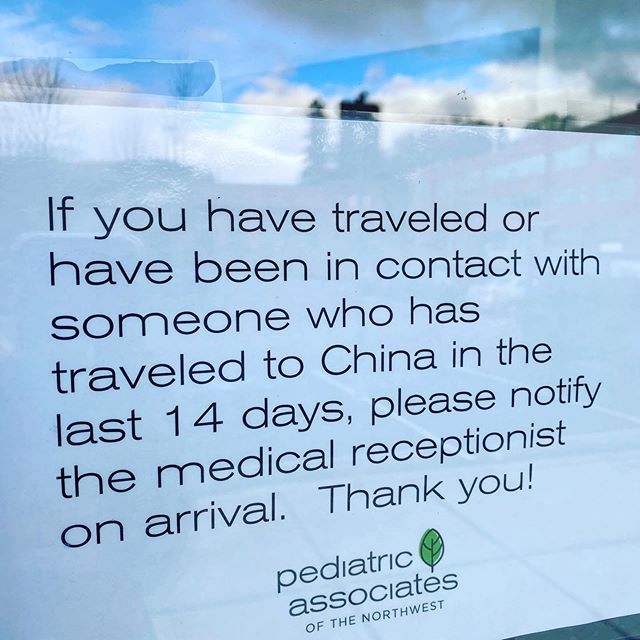 If you have traveled or
have been in contact with
someone who has
traveled to China in the
last 14 days, please notify
the medical receptionist
on arrival. Thank you!
pediatric
associates
OF THE NORTHWEST